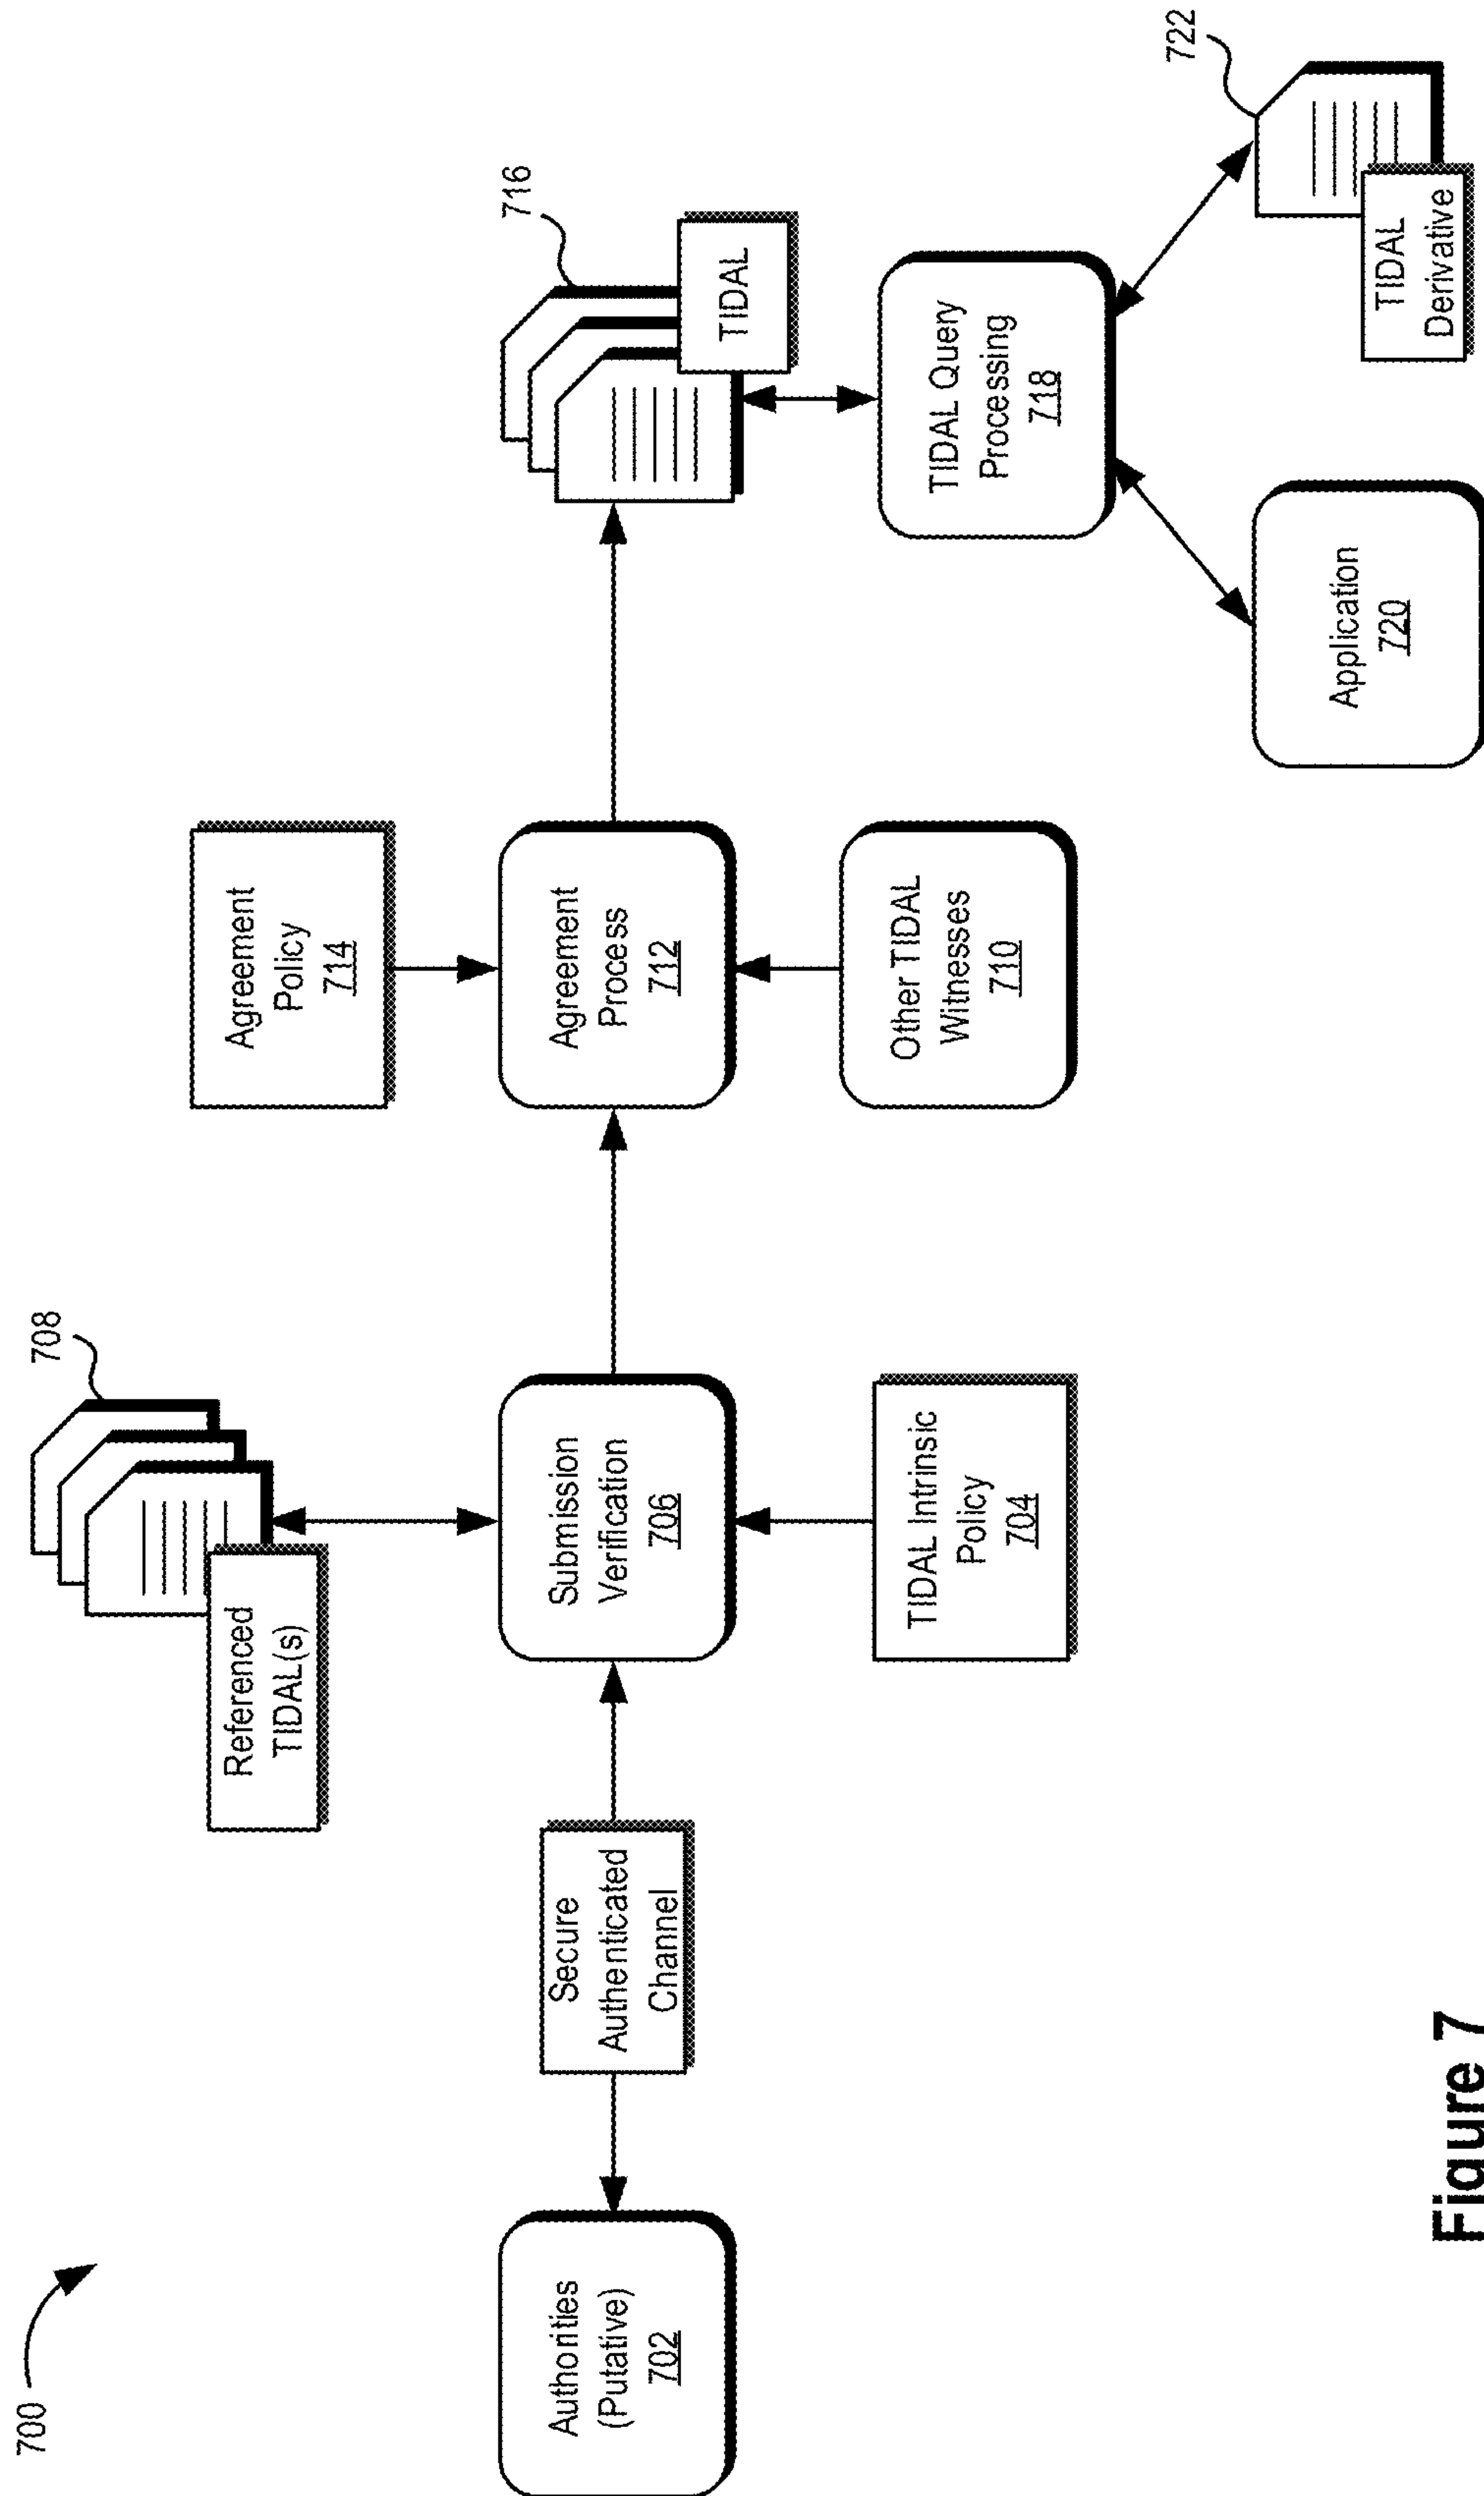 700
708
Referenced
TIDAL(s)
Agreement
Policy
714
716
TIDAL
Authorities
(Putative)
702
Secure
Authenticated
Channel
Submission
Verification
706
Agreement
Process
712
TIDAL Intrinsic
Policy
704
Other TIDAL
Witnesses
710
TIDAL Query
Processing
718
Application
720
722
TIDAL
Derivative
Figure 7